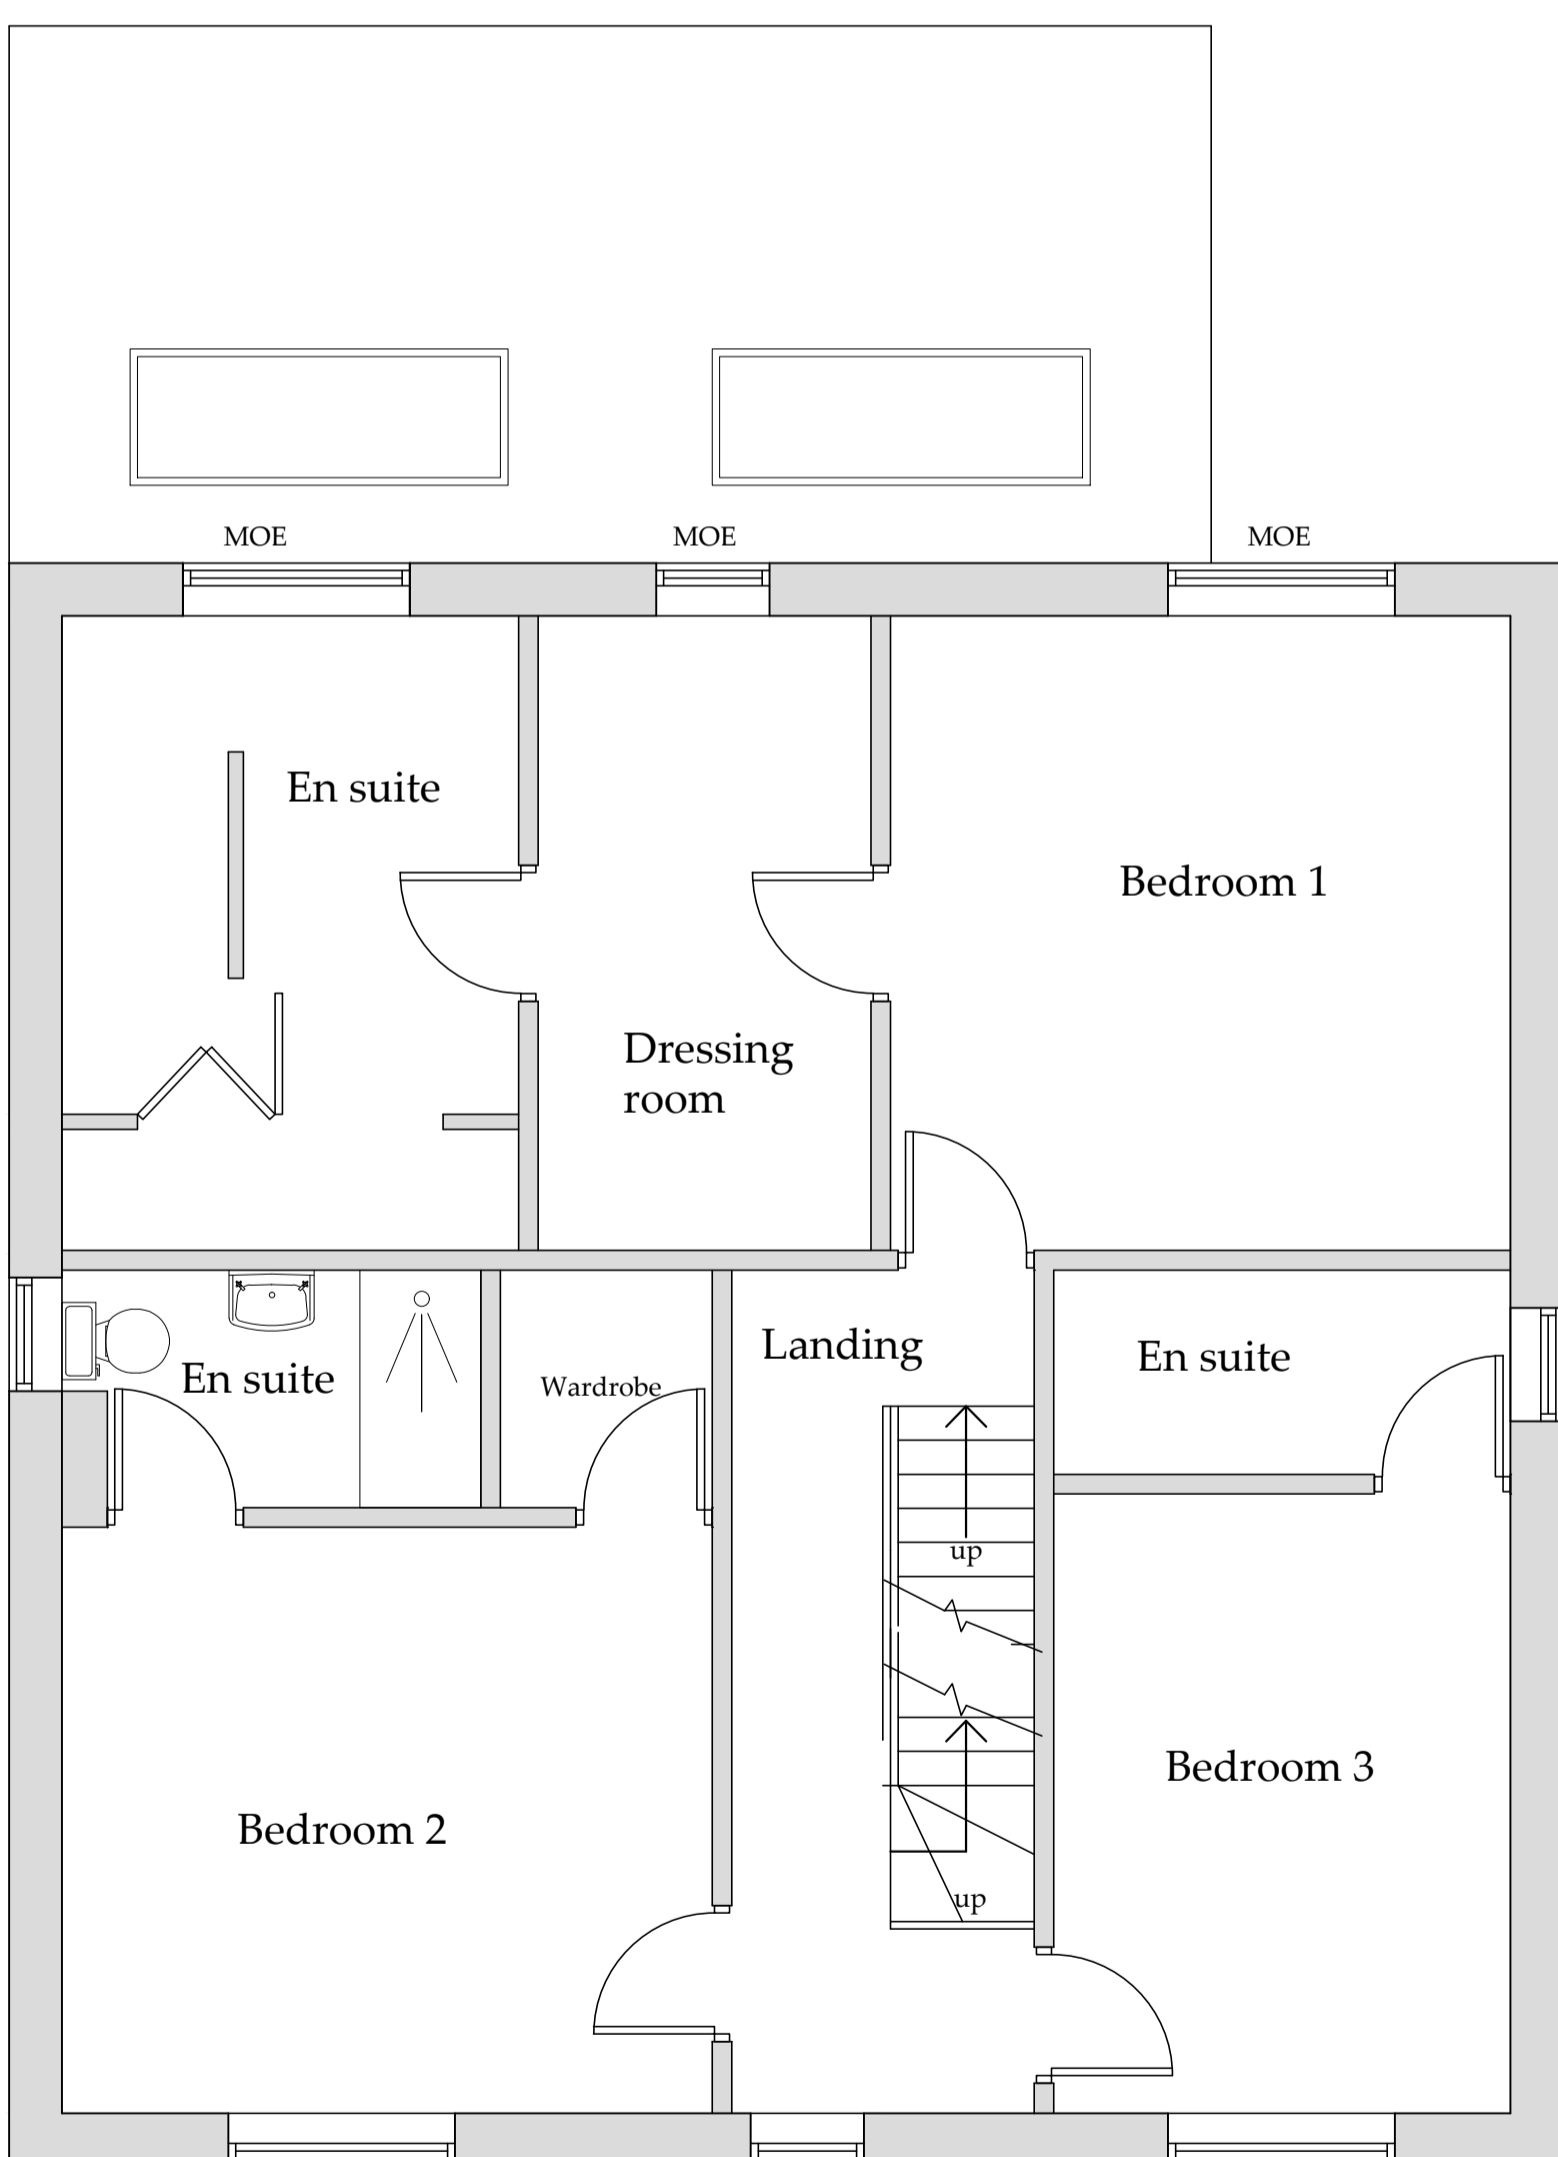 MOE
MOE
MOE
En suite
Bedroom 1
Dressing
room
Landing
En suite
En suite
Wardrobe
up
Bedroom 3
Bedroom 2
up